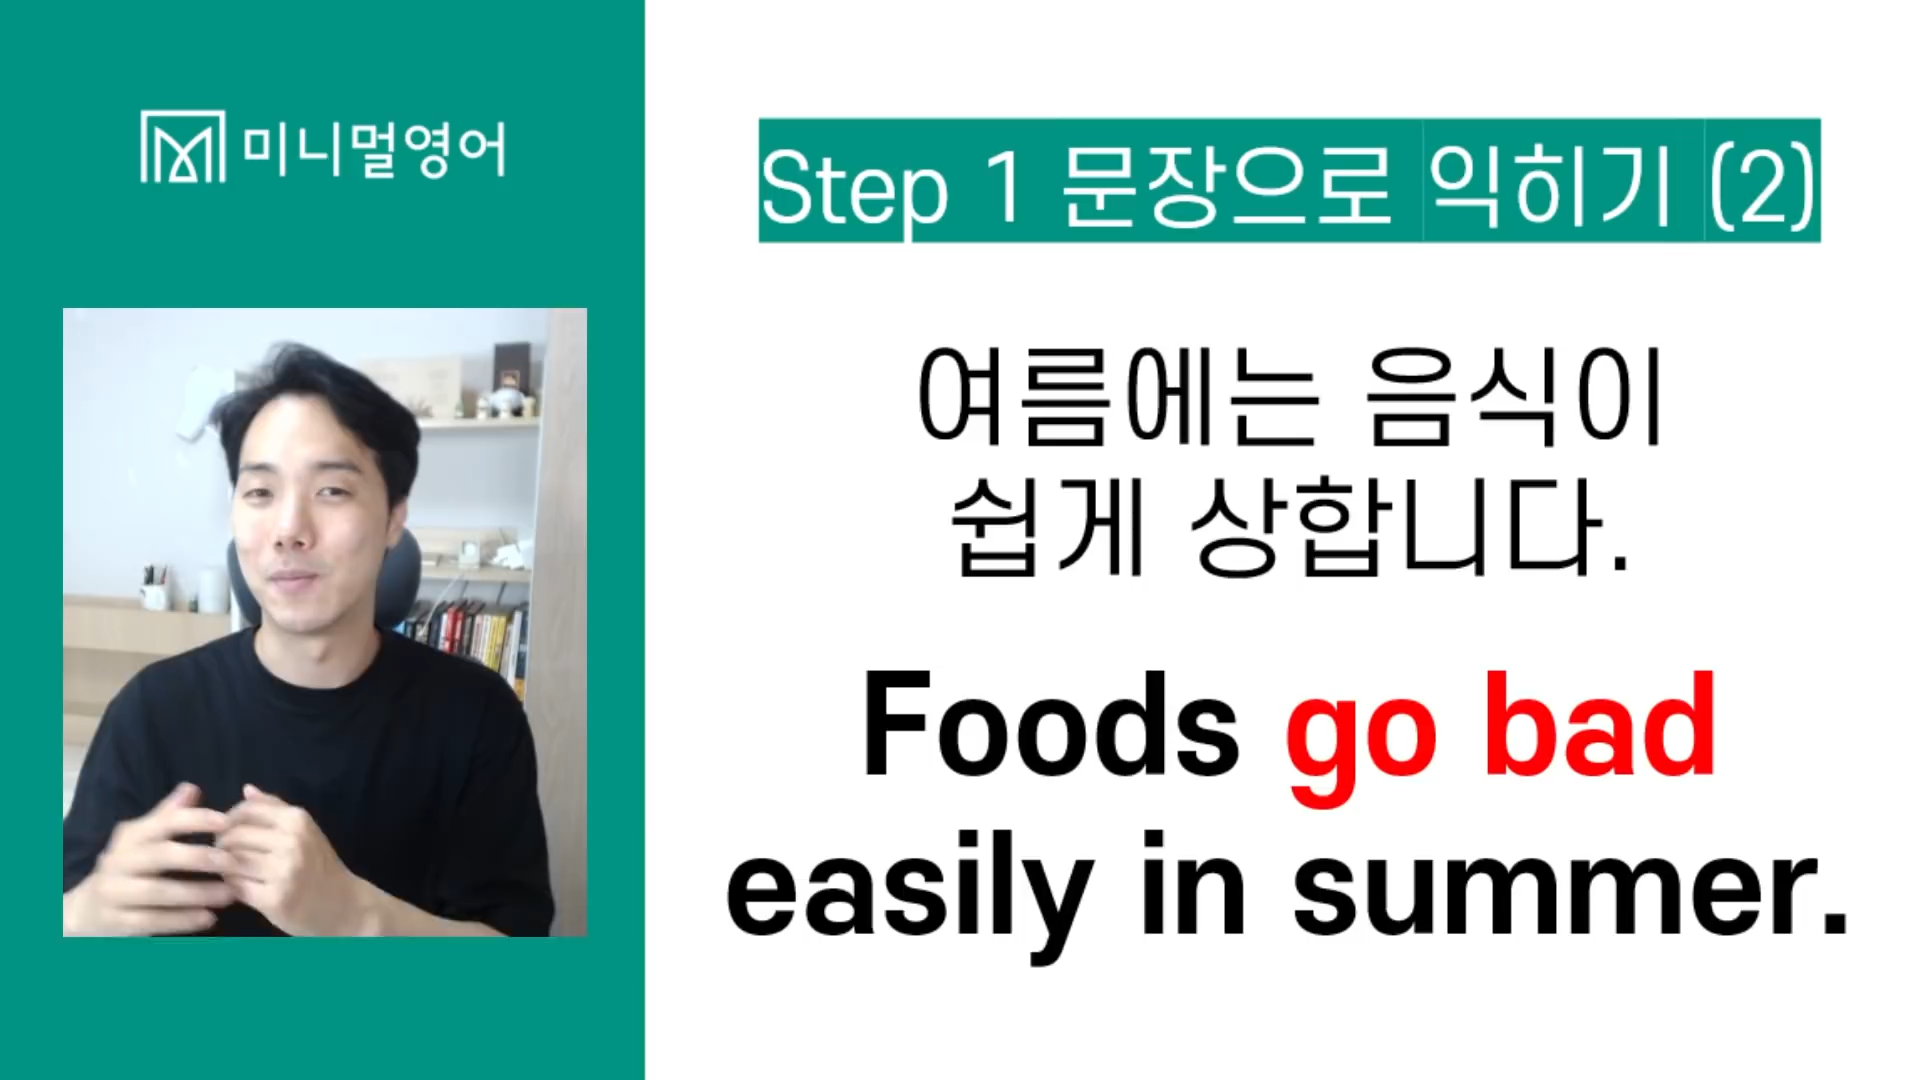 미니멀영어
Step 1 문장으로 익히기 (2)
여름에는 음식이
쉽게 상합니다.
Foods go bad
easily in summer.